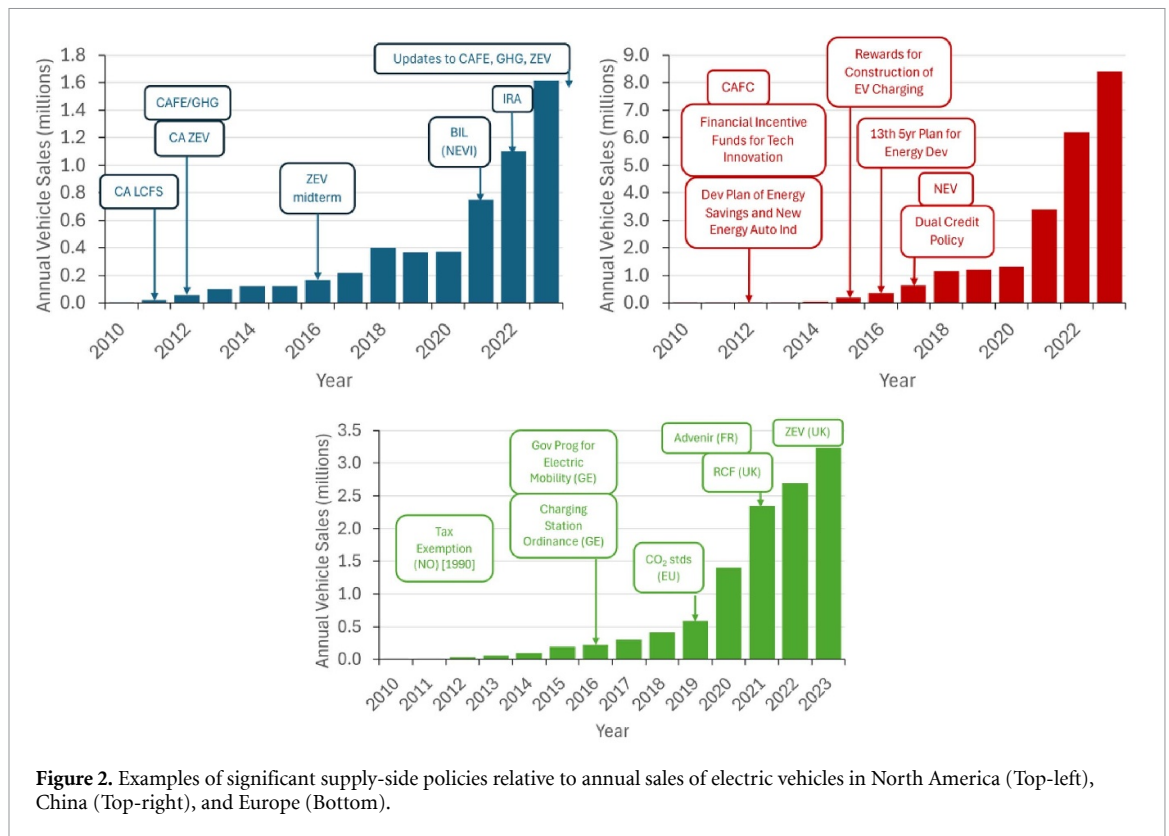 Annual Vehicle Sales (millions)
1.8
1.6
1.4
1.2
1.0
0.8
0.6
0.4
0.2
0.0
Updates to CAFE, GHG, ZEV
CAFE/GHG
CA ZEV
CA LCFS
ZEV
midterm
BIL
(NEVI)
IRA
2010
2012
2014
2016
2018
2020
2022
Year
Annual Vehicle Sales (millions)
9.0
8.0
7.0
6.0
5.0
4.0
3.0
2.0
1.0
0.0
Rewards for
Construction of
EV Charging
CAFC
Financial Incentive
Funds for Tech
Innovation
Dev Plan of Energy
Savings and New
Energy Auto Ind
13th 5yr Plan for
Energy Dev
NEV
Dual Credit
Policy
2010
2012
2014
2016
2018
2020
2022
Year
Annual Vehicle Sales (millions)
3.5
3.0
2.5
2.0
1.5
1.0
0.5
0.0
Tax
Exemption
(NO) [1990]
Gov Prog for
Electric
Mobility (GE)
Charging
Station
Ordinance (GE)
CO₂ stds
(EU)
Advenir (FR)
RCF (UK)
ZEV (UK)
2010
2011
2012
2013
2014
2015
2016
2017
2018
2019
2020
2021
2022
2023
Year
Figure 2. Examples of significant supply-side policies relative to annual sales of electric vehicles in North America (Top-left),
China (Top-right), and Europe (Bottom).